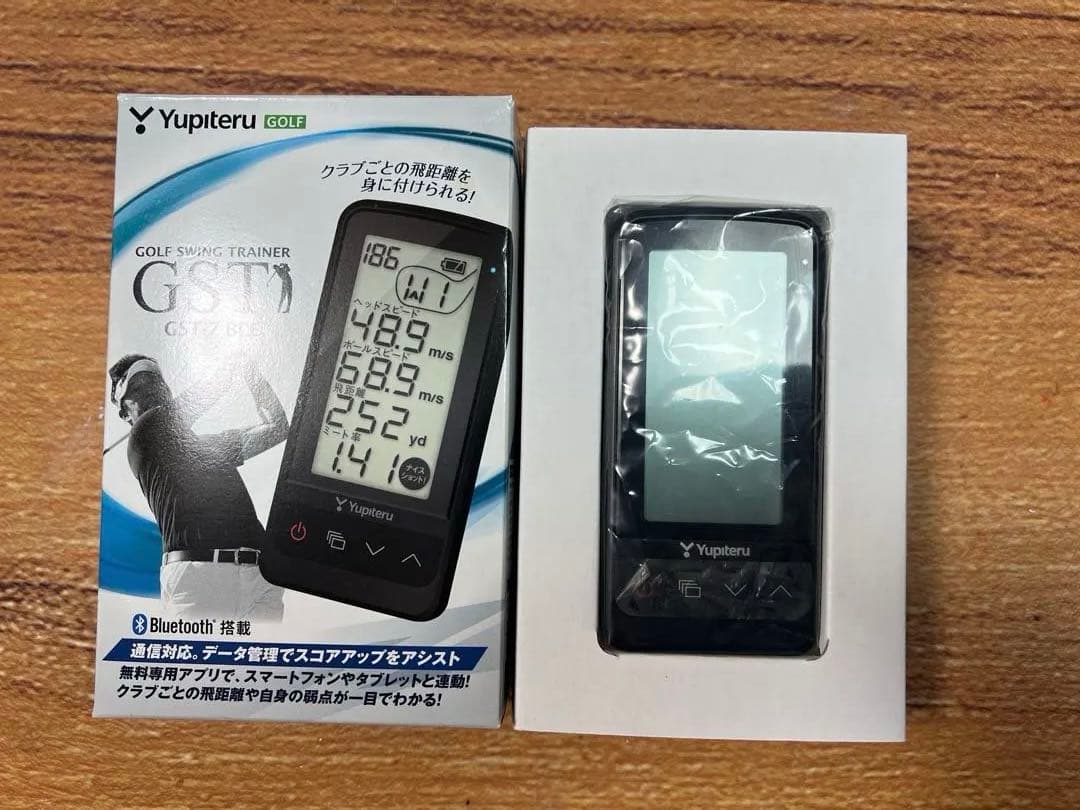 Yupiteru GOLF
クラブごとの飛距離を
身に付けられる!
GOLF SWING TRAINER
GST
GST-7 BLE
186
W1
ヘッドスピード
48.9 m/s
ボールスピード
68.9 m/s
飛距離
252 yd
ミート率
1.41
ナイス
ショット!
Yupiteru
Bluetooth® 搭載
通信対応。データ管理でスコアアップをアシスト
無料専用アプリで、スマートフォンやタブレットと連動!
クラブごとの飛距離や自身の弱点が一目でわかる!
Yupiteru